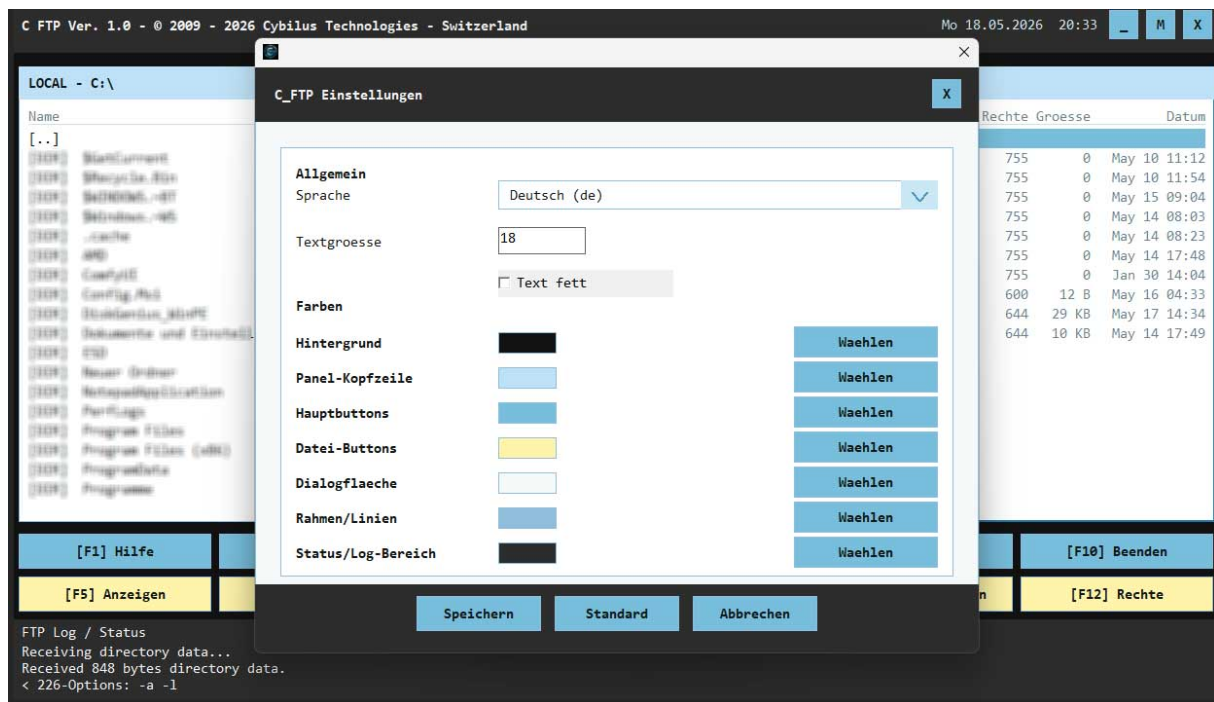 C FTP Ver. 1.0 - © 2009 - 2026 Cybilus Technologies - Switzerland
Mo 18.05.2026 20:33 _ M X
LOCAL - C:\
Name
[..]
C_FTP Einstellungen X
Allgemein
Sprache Deutsch (de)
Textgroesse 18
Text fett
Farben
Hintergrund Waehlen
Panel-Kopfzeile Waehlen
Hauptbuttons Waehlen
Datei-Buttons Waehlen
Dialogflaeche Waehlen
Rahmen/Linien Waehlen
Status/Log-Bereich Waehlen
Speichern Standard Abbrechen
Rechte Groesse Datum
755 0 May 10 11:12
755 0 May 10 11:54
755 0 May 15 09:04
755 0 May 14 08:03
755 0 May 14 08:23
755 0 May 14 17:48
755 0 Jan 30 14:04
600 12 B May 16 04:33
644 29 KB May 17 14:34
644 10 KB May 14 17:49
[F1] Hilfe [F10] Beenden
[F5] Anzeigen n [F12] Rechte
FTP Log / Status
Receiving directory data...
Received 848 bytes directory data.
< 226-Options: -a -l